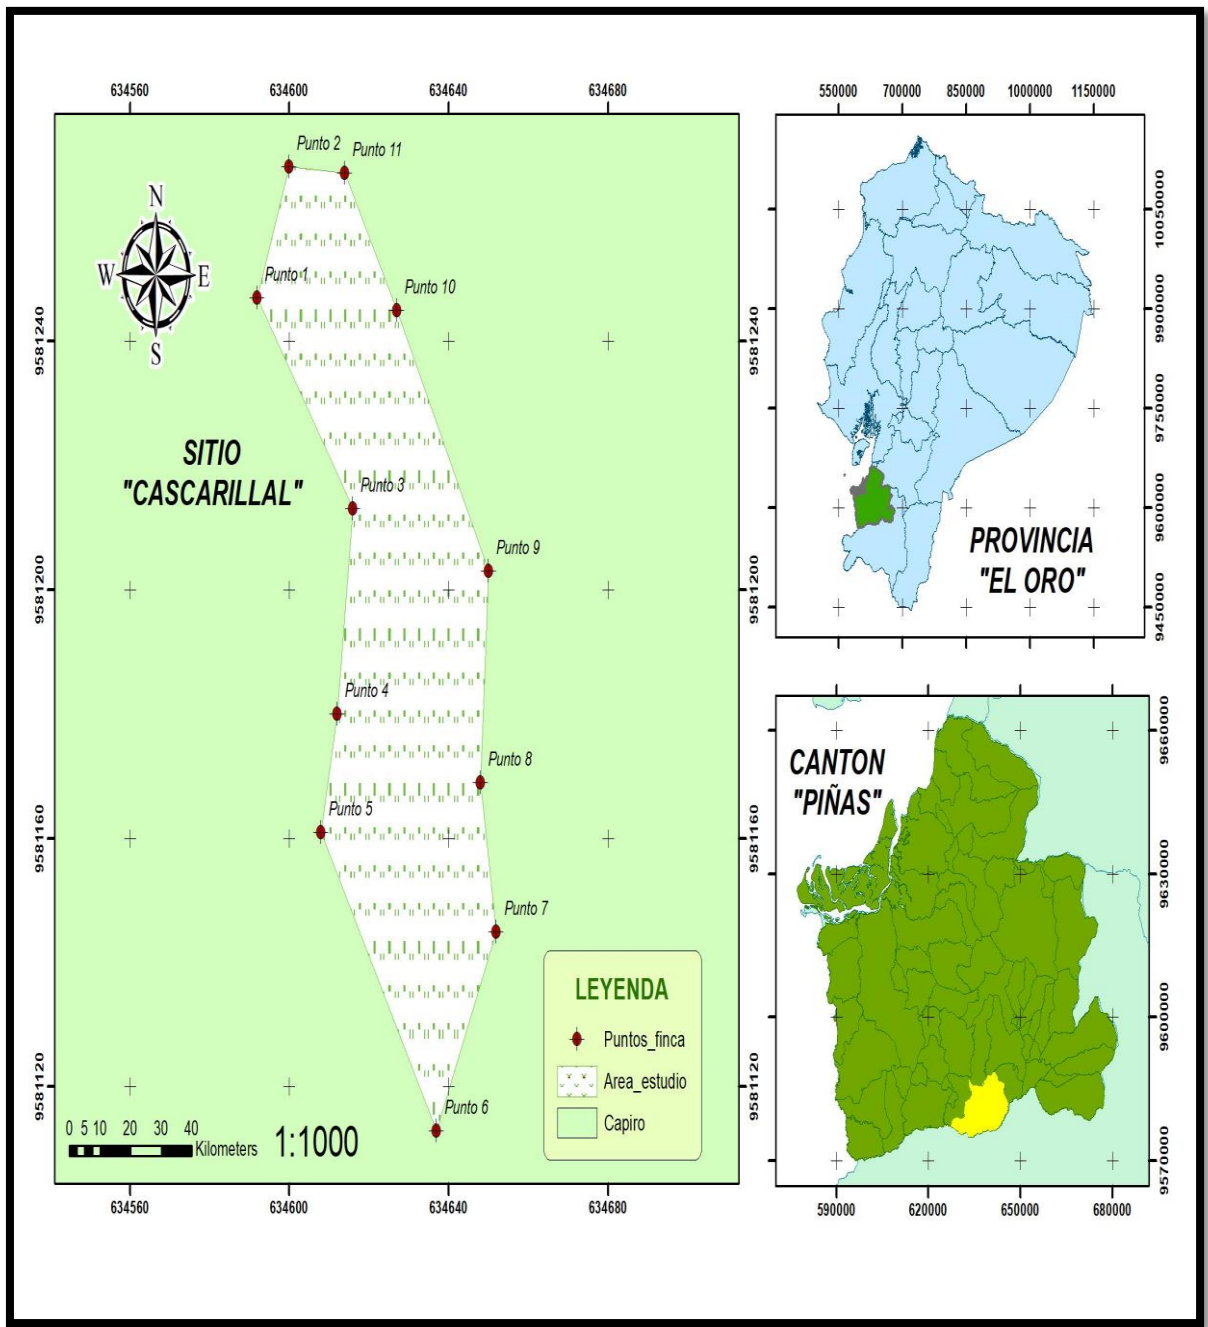 634560 634600 634640 634680
Punto 2
Punto 11
N
W E
S
Punto 1
Punto 10
9581240
9581240
SITIO
"CASCARILLAL"
Punto 3
Punto 9
9581200
9581200
Punto 4
Punto 8
Punto 5
9581160
9581160
Punto 7
LEYENDA
Puntos_finca
Area_estudio
Capiro
9581120
9581120
Punto 6
0 5 10 20 30 40
Kilometers
1:1000
634560 634600 634640 634680
550000 700000 850000 1000000 1150000
10050000
9900000
9750000
9600000
9450000
PROVINCIA
"EL ORO"
CANTON
"PIÑAS"
9660000
9630000
9600000
9570000
590000 620000 650000 680000